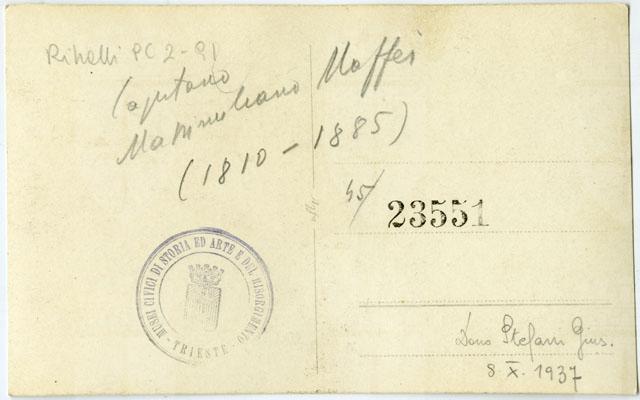 Rihelli PC 2-91
Capitano
Massimiliano Maffei
(1810 - 1885)
45/
23551
MUSEI CIVICI DI STORIA ED ARTE E DEL RISORGIMENTO
- TRIESTE -
Dono Stefani Gius.
8. X. 1937